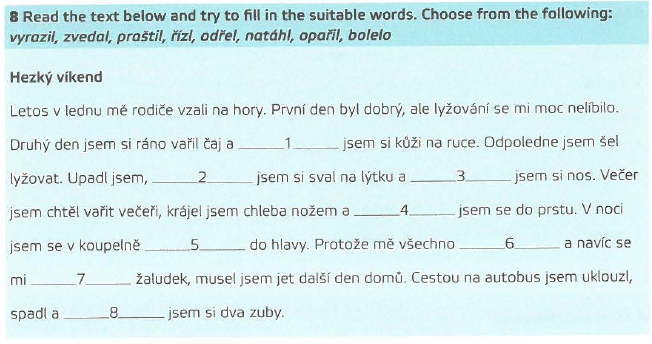 8 Read the text below and try to fill in the suitable words. Choose from the following:
vyrazil, zvedal, praštil, řízl, odřel, natáhl, opařil, bolelo
Hezký víkend
Letos v lednu mě rodiče vzali na hory. První den byl dobrý, ale lyžování se mi moc nelíbilo.
Druhý den jsem si ráno vařil čaj a ______1______ jsem si kůži na ruce. Odpoledne jsem šel
lyžovat. Upadl jsem, ______2______ jsem si sval na lýtku a ______3______ jsem si nos. Večer
jsem chtěl vařit večeři, krájel jsem chleba nožem a ______4______ jsem se do prstu. V noci
jsem se v koupelně ______5______ do hlavy. Protože mě všechno ______6______ a navíc se
mi ______7______ žaludek, musel jsem jet další den domů. Cestou na autobus jsem uklouzl,
spadl a ______8______ jsem si dva zuby.